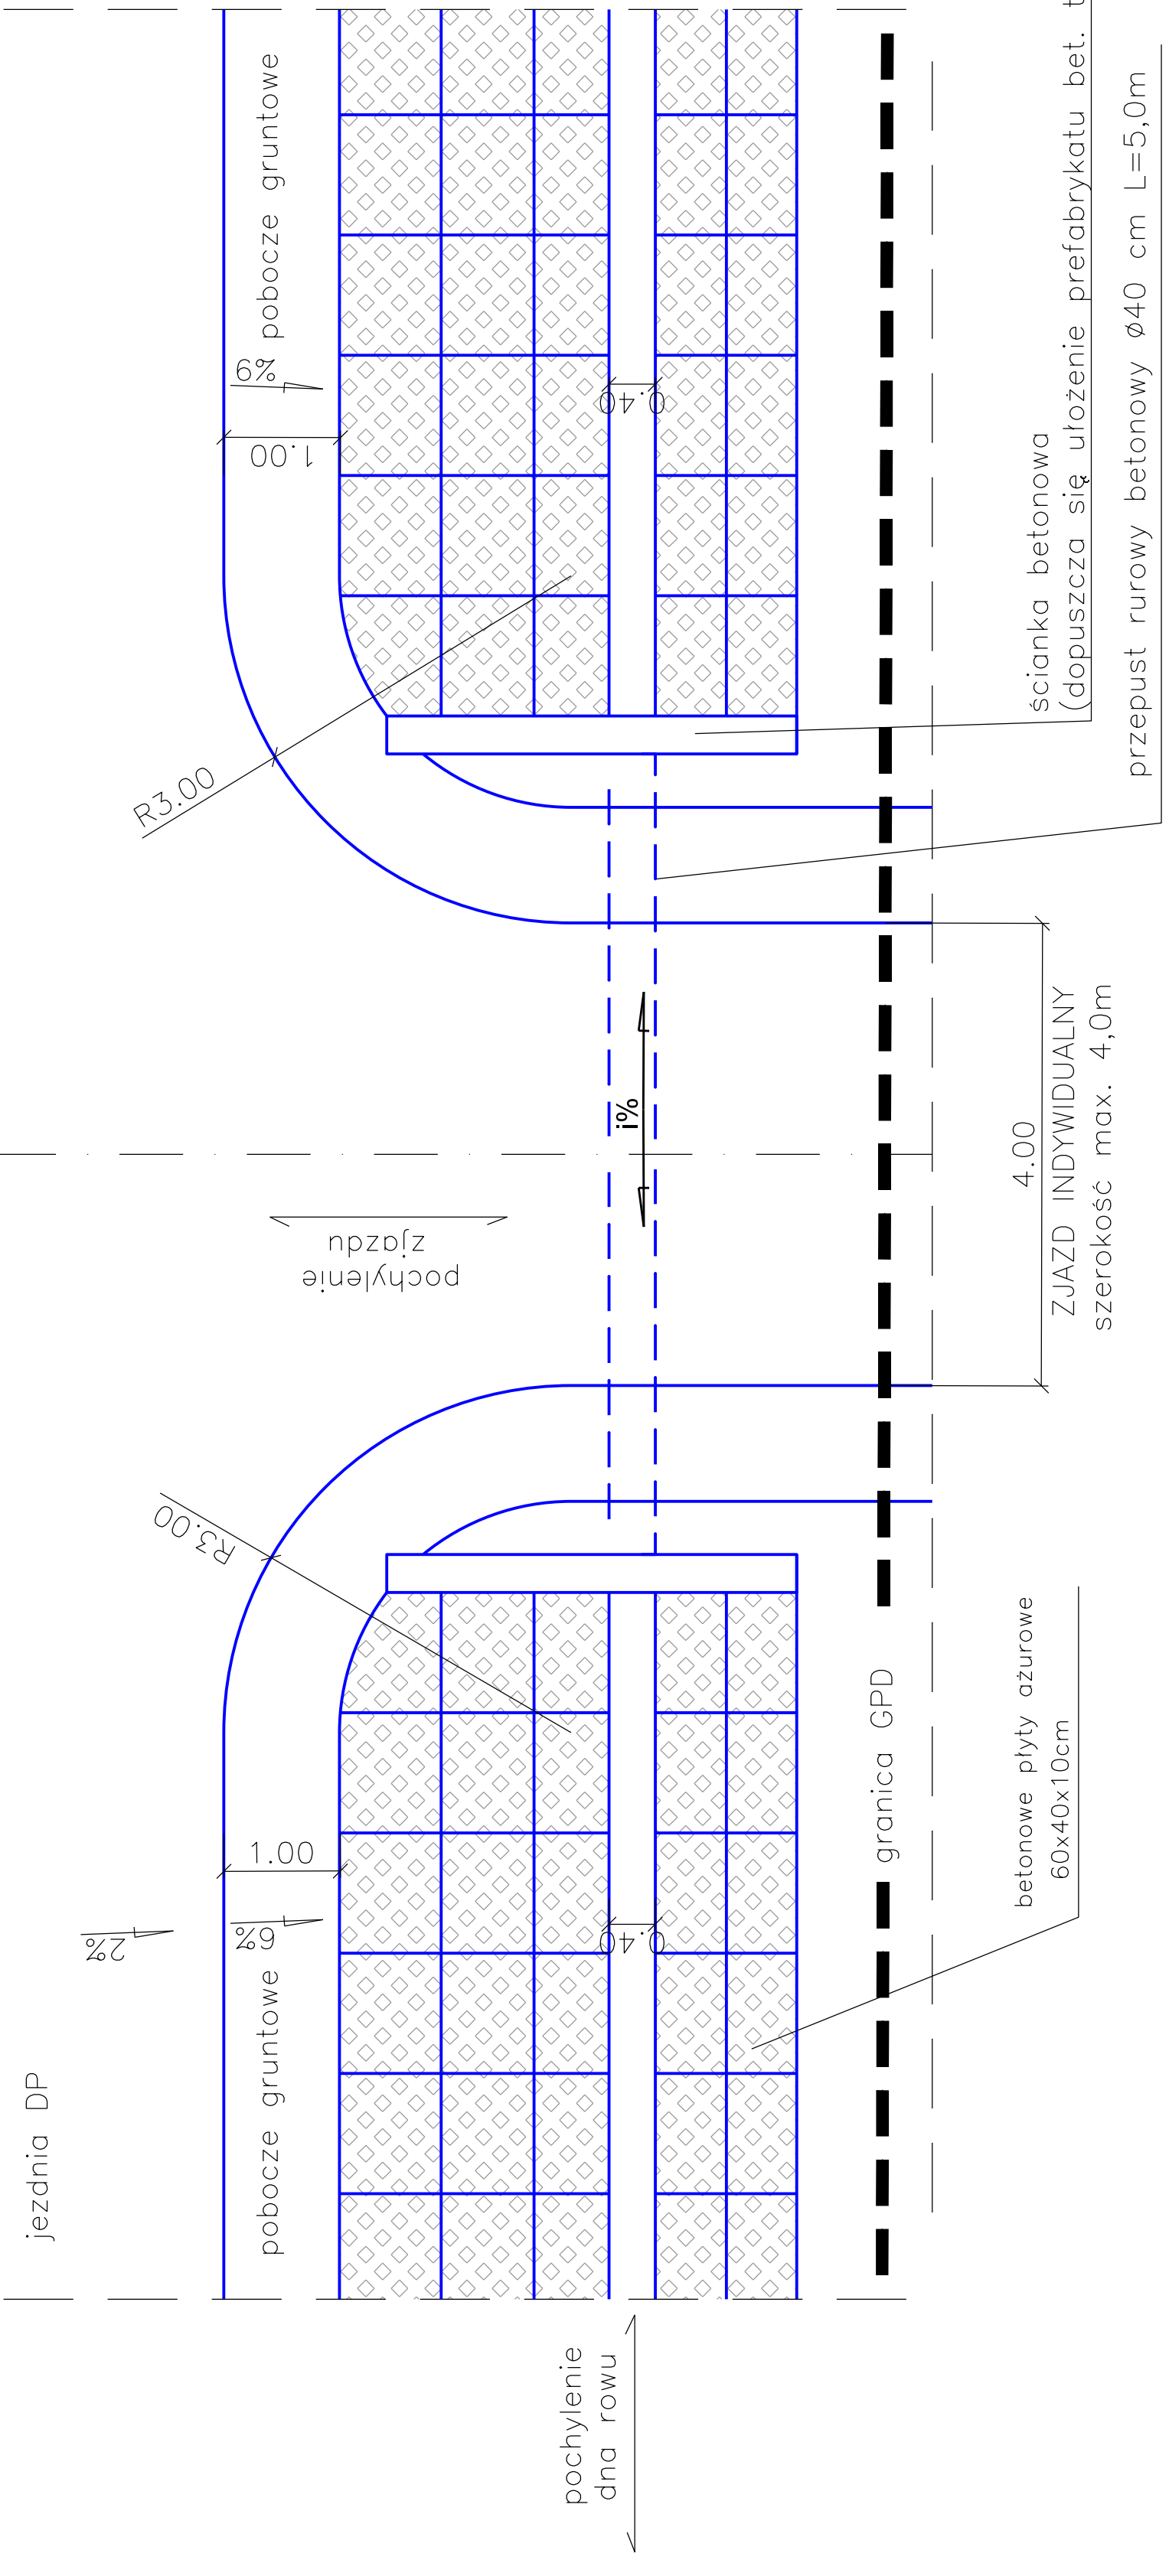 jezdnia DP
2%
pobocze gruntowe
6%
1.00
R3.00
pochylenie
zjazdu
R3.00
1.00
6%
pobocze gruntowe
pochylenie
dna rowu
0.40
i%
0.40
granica GPD
betonowe płyty ażurowe
60x40x10cm
4.00
ZJAZD INDYWIDUALNY
szerokość max. 4,0m
ścianka betonowa
(dopuszcza się ułożenie prefabrykatu bet. t
przepust rurowy betonowy ø40 cm L=5,0m